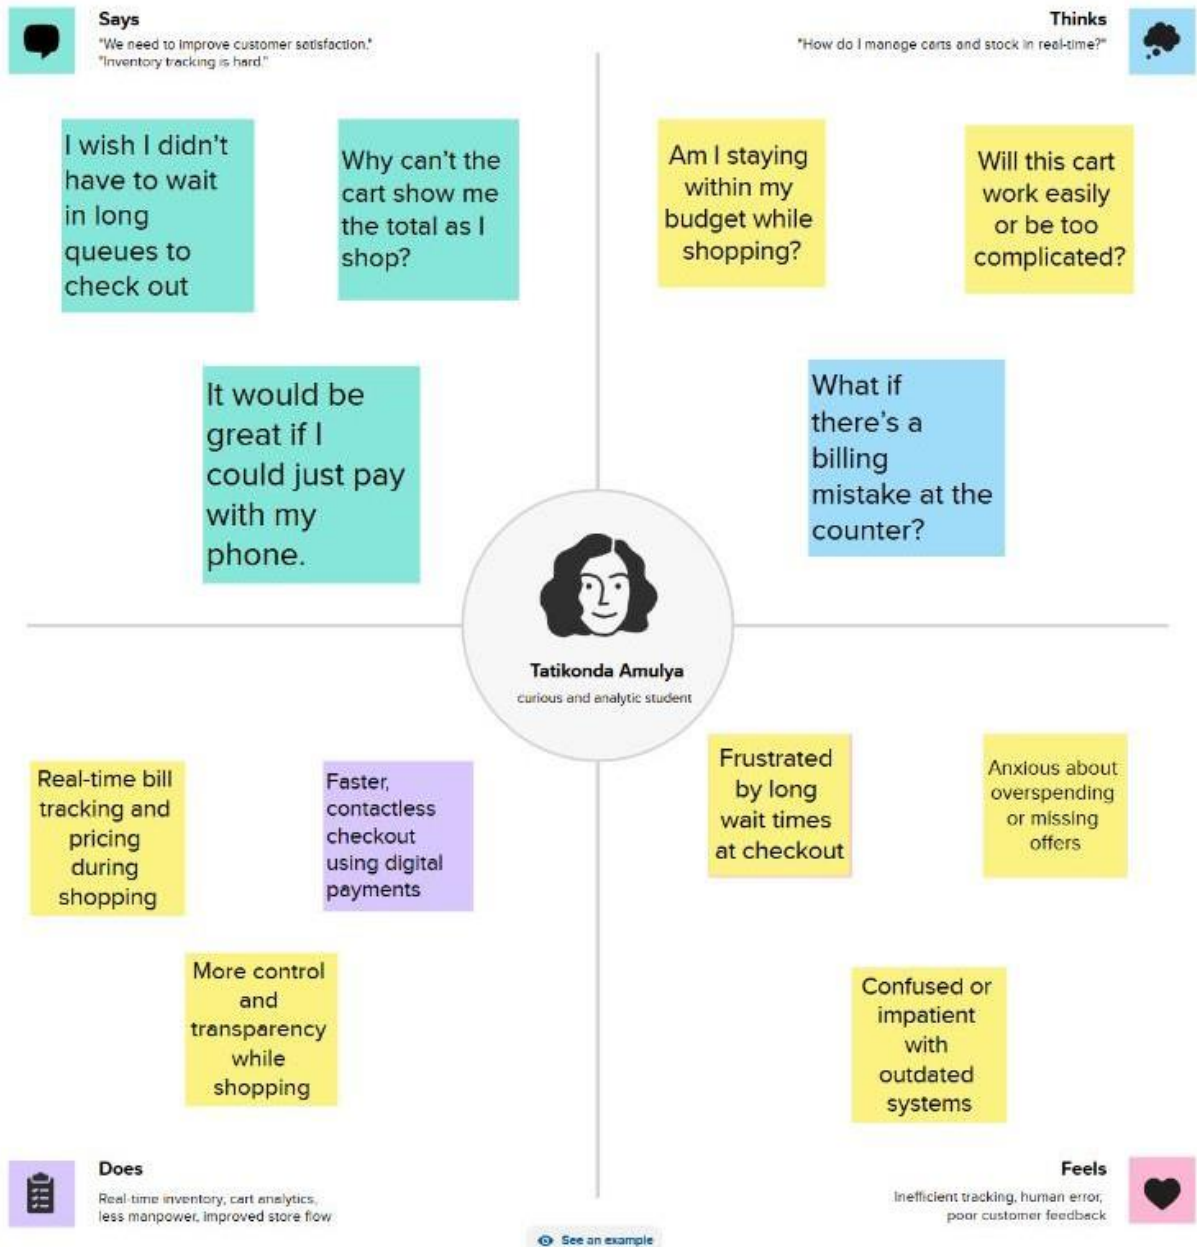 Says
"We need to improve customer satisfaction."
"Inventory tracking is hard."
Thinks
"How do I manage carts and stock in real-time?"
I wish I didn't
have to wait
in long
queues to
check out
Why can't the
cart show me
the total as I
shop?
It would be
great if I
could just pay
with my
phone.
Am I staying
within my
budget while
shopping?
Will this cart
work easily
or be too
complicated?
What if
there's a
billing
mistake at the
counter?
Tatikonda Amulya
curious and analytic student
Real-time bill
tracking and
pricing
during
shopping
Faster,
contactless
checkout
using digital
payments
More control
and
transparency
while
shopping
Frustrated
by long
wait times
at checkout
Anxious about
overspending
or missing
offers
Confused or
impatient
with
outdated
systems
Does
Real-time inventory, cart analytics,
less manpower, improved store flow
Feels
Inefficient tracking, human error,
poor customer feedback
See an example